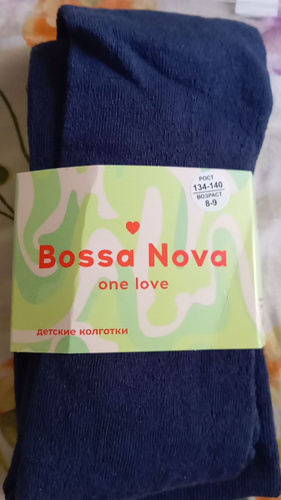 РОСТ
134-140
ВОЗРАСТ
8-9
Bossa Nova
one love
детские колготки